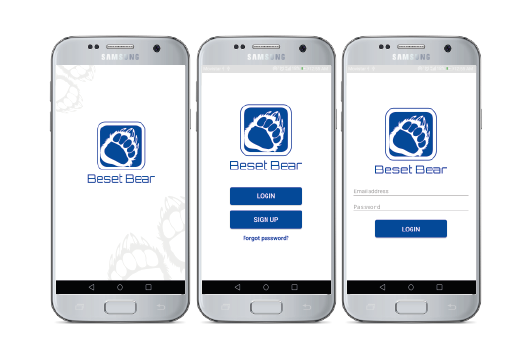 SAMSUNG
Beset Bear
SAMSUNG
Beset Bear
LOGIN
SIGN UP
Forgot password?
SAMSUNG
Beset Bear
Email address
Password
LOGIN